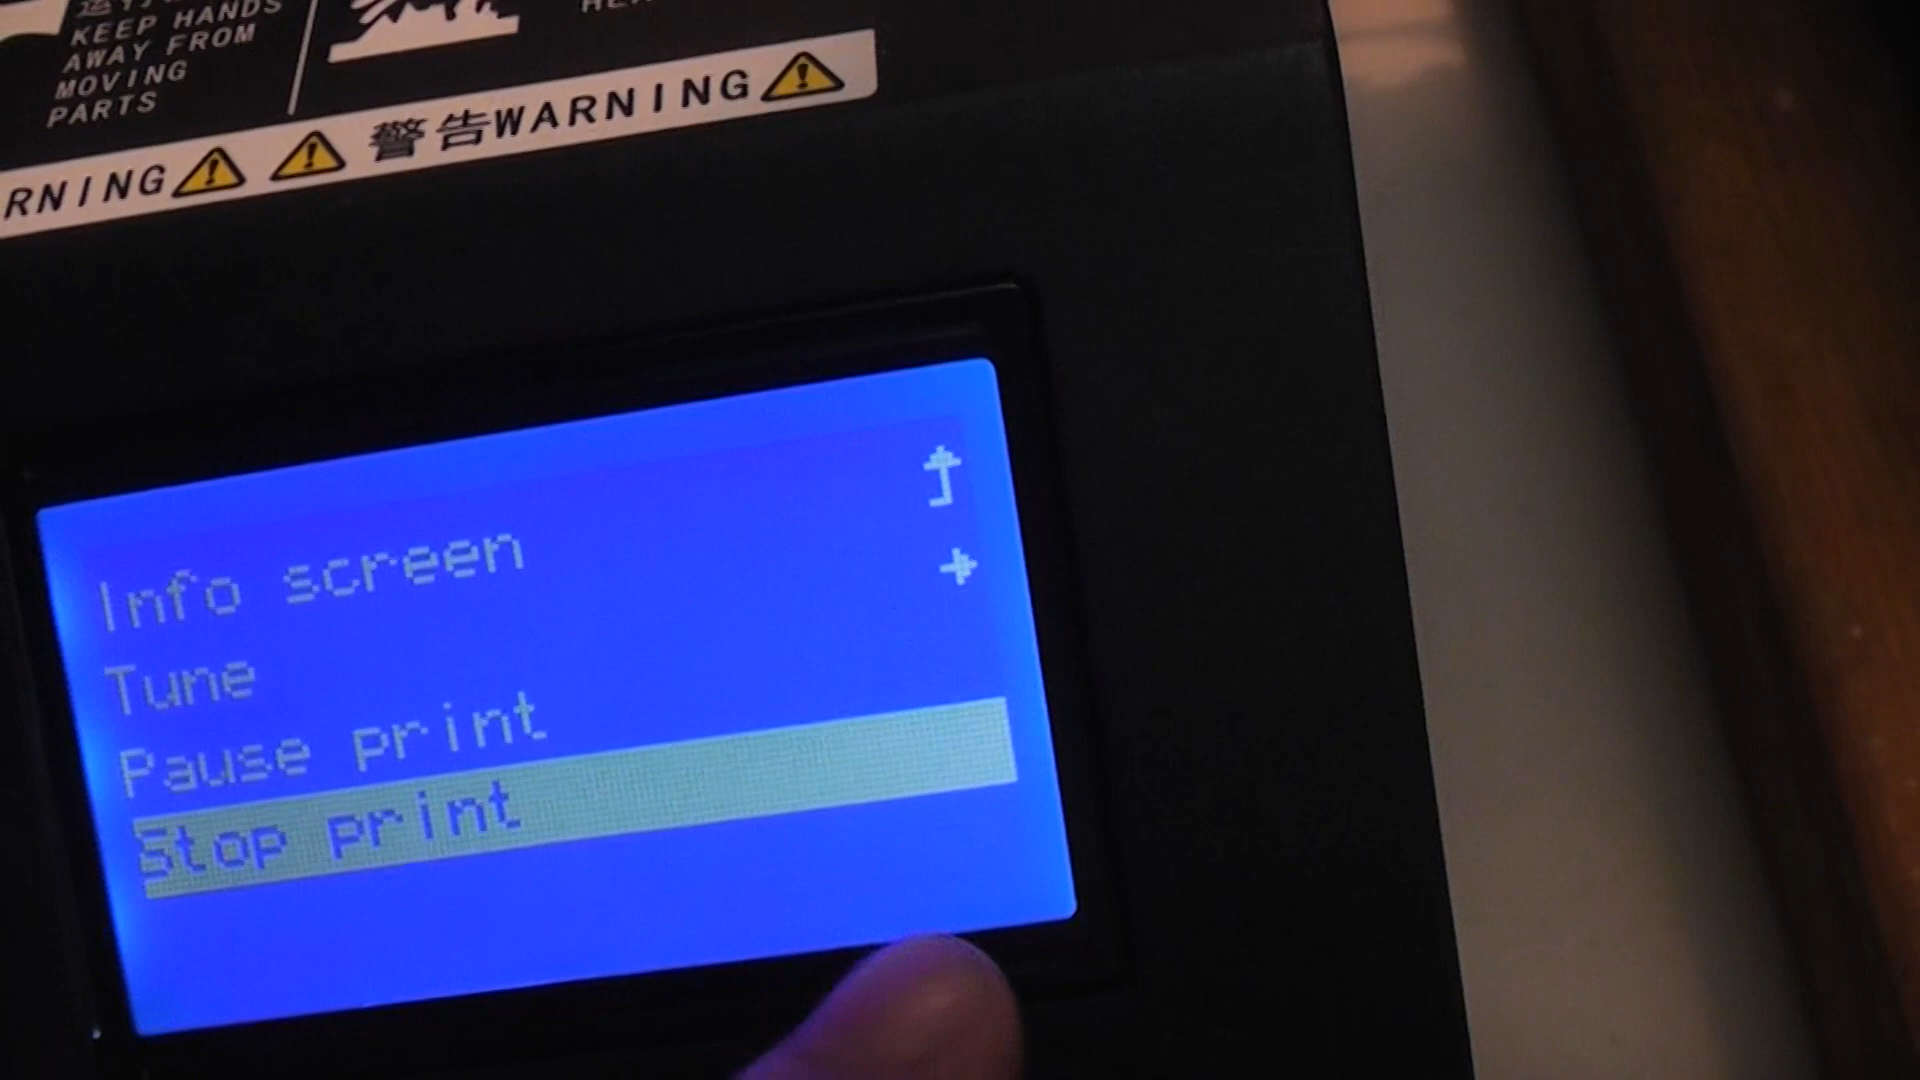 KEEP HANDS
AWAY FROM
MOVING
PARTS
RNING
警告WARNING
Info screen
Tune
Pause print
Stop print